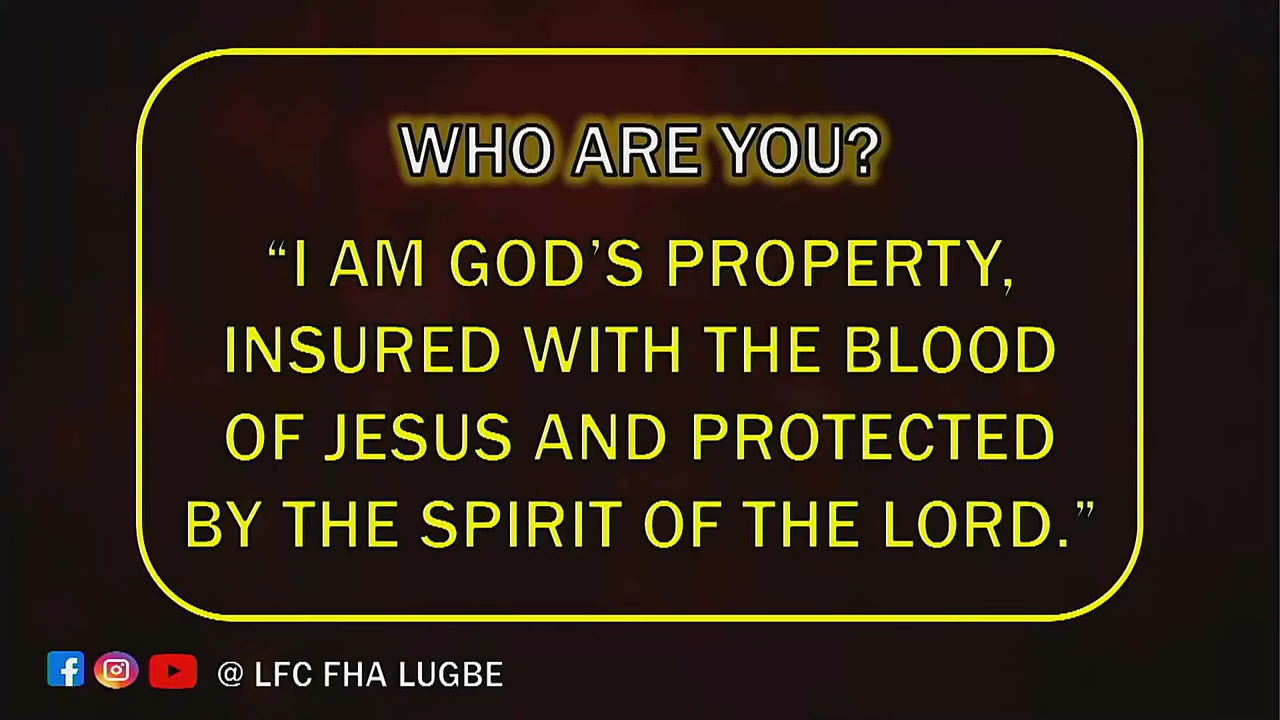 WHO ARE YOU?
“I AM GOD’S PROPERTY,
INSURED WITH THE BLOOD
OF JESUS AND PROTECTED
BY THE SPIRIT OF THE LORD.”
@ LFC FHA LUGBE